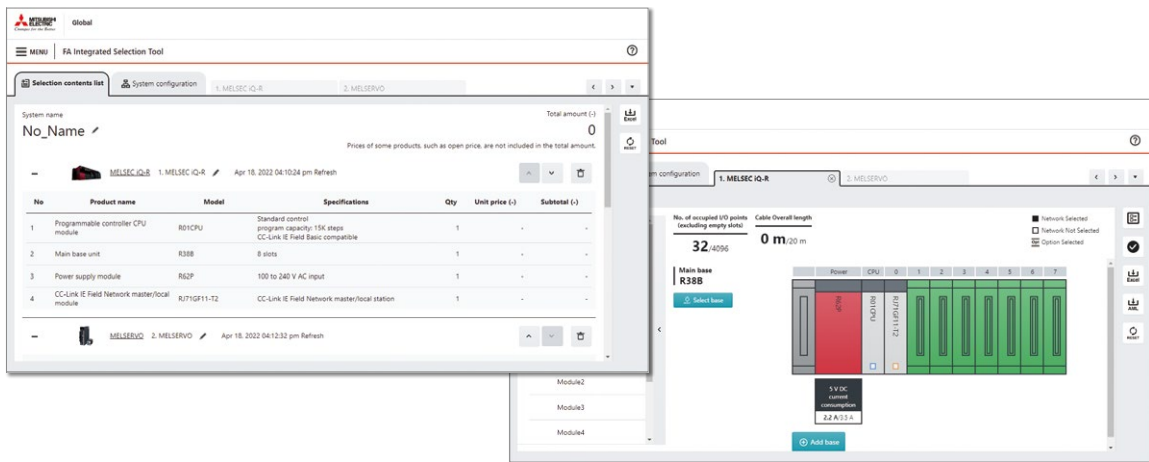 MITSUBISHI
ELECTRIC
Changes for the Better
Global
MENU
FA Integrated Selection Tool
Selection contents list
System configuration
1. MELSEC iQ-R
2. MELSERVO
System name
Total amount (-)
No_Name
0
Prices of some products, such as open price, are not included in the total amount.
Excel
RESET
MELSEC iQ-R 1. MELSEC iQ-R Apr 18, 2022 04:10:24 pm Refresh
No Product name Model Specifications Qty Unit price (-) Subtotal (-)
1 Programmable controller CPU module R01CPU Standard control
program capacity: 15K steps
CC-Link IE Field Basic compatible 1 - -
2 Main base unit R38B 8 slots 1 - -
3 Power supply module R62P 100 to 240 V AC input 1 - -
4 CC-Link IE Field Network master/local module RJ71GF11-T2 CC-Link IE Field Network master/local station 1 - -
MELSERVO 2. MELSERVO Apr 18, 2022 04:12:32 pm Refresh
Tool
m configuration
1. MELSEC iQ-R
2. MELSERVO
No. of occupied I/O points
(excluding empty slots)
32/4096
Cable Overall length
0 m/20 m
Network Selected
Network Not Selected
Option Selected
Main base
R38B
Select base
Power CPU 0 1 2 3 4 5 6 7
R62P
R01CPU
RJ71GF11-T2
5 V DC
current
consumption
2.2 A/3.5 A
Add base
Module2
Module3
Module4
Excel
AML
RESET